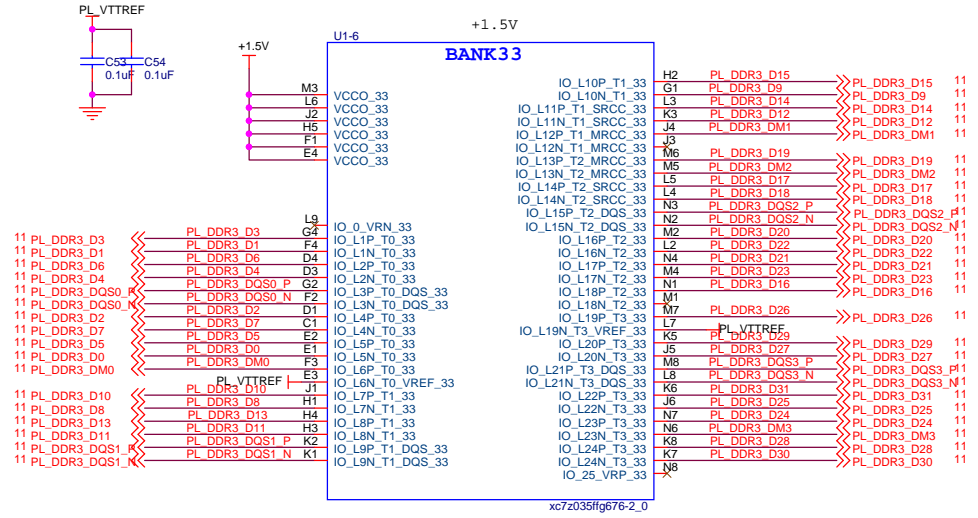 PL_VTTREF
C53
C54
0.1uF
0.1uF
+1.5V
+1.5V
U1-6
BANK33
M3 VCCO_33
L6 VCCO_33
J2 VCCO_33
H5 VCCO_33
F1 VCCO_33
E4 VCCO_33
L9 IO_0_VRN_33
11 PL_DDR3_D3 PL_DDR3_D3 G4 IO_L1P_T0_33
11 PL_DDR3_D1 PL_DDR3_D1 F4 IO_L1N_T0_33
11 PL_DDR3_D6 PL_DDR3_D6 D4 IO_L2P_T0_33
11 PL_DDR3_D4 PL_DDR3_D4 D3 IO_L2N_T0_33
11 PL_DDR3_DQS0_P PL_DDR3_DQS0_P G2 IO_L3P_T0_DQS_33
11 PL_DDR3_DQS0_N PL_DDR3_DQS0_N F2 IO_L3N_T0_DQS_33
11 PL_DDR3_D2 PL_DDR3_D2 D1 IO_L4P_T0_33
11 PL_DDR3_D7 PL_DDR3_D7 C1 IO_L4N_T0_33
11 PL_DDR3_D5 PL_DDR3_D5 E2 IO_L5P_T0_33
11 PL_DDR3_D0 PL_DDR3_D0 E1 IO_L5N_T0_33
11 PL_DDR3_DM0 PL_DDR3_DM0 F3 IO_L6P_T0_33
PL_VTTREF E3 IO_L6N_T0_VREF_33
11 PL_DDR3_D10 PL_DDR3_D10 J1 IO_L7P_T1_33
11 PL_DDR3_D8 PL_DDR3_D8 H1 IO_L7N_T1_33
11 PL_DDR3_D13 PL_DDR3_D13 H4 IO_L8P_T1_33
11 PL_DDR3_D11 PL_DDR3_D11 H3 IO_L8N_T1_33
11 PL_DDR3_DQS1_P PL_DDR3_DQS1_P K2 IO_L9P_T1_DQS_33
11 PL_DDR3_DQS1_N PL_DDR3_DQS1_N K1 IO_L9N_T1_DQS_33
IO_L10P_T1_33 H2 PL_DDR3_D15 PL_DDR3_D15 11
IO_L10N_T1_33 G1 PL_DDR3_D9 PL_DDR3_D9 11
IO_L11P_T1_SRCC_33 L3 PL_DDR3_D14 PL_DDR3_D14 11
IO_L11N_T1_SRCC_33 K3 PL_DDR3_D12 PL_DDR3_D12 11
IO_L12P_T1_MRCC_33 J4 PL_DDR3_DM1 PL_DDR3_DM1 11
IO_L12N_T1_MRCC_33 J3
IO_L13P_T2_MRCC_33 M6 PL_DDR3_D19 PL_DDR3_D19 11
IO_L13N_T2_MRCC_33 M5 PL_DDR3_DM2 PL_DDR3_DM2 11
IO_L14P_T2_SRCC_33 L5 PL_DDR3_D17 PL_DDR3_D17 11
IO_L14N_T2_SRCC_33 L4 PL_DDR3_D18 PL_DDR3_D18 11
IO_L15P_T2_DQS_33 N3 PL_DDR3_DQS2_P PL_DDR3_DQS2_P 11
IO_L15N_T2_DQS_33 N2 PL_DDR3_DQS2_N PL_DDR3_DQS2_N 11
IO_L16P_T2_33 M2 PL_DDR3_D20 PL_DDR3_D20 11
IO_L16N_T2_33 L2 PL_DDR3_D22 PL_DDR3_D22 11
IO_L17P_T2_33 N4 PL_DDR3_D21 PL_DDR3_D21 11
IO_L17N_T2_33 M4 PL_DDR3_D23 PL_DDR3_D23 11
IO_L18P_T2_33 N1 PL_DDR3_D16 PL_DDR3_D16 11
IO_L18N_T2_33 M1
IO_L19P_T3_33 M7 PL_DDR3_D26 PL_DDR3_D26 11
IO_L19N_T3_VREF_33 L7 PL_VTTREF
IO_L20P_T3_33 K5 PL_DDR3_D29 PL_DDR3_D29 11
IO_L20N_T3_33 J5 PL_DDR3_D27 PL_DDR3_D27 11
IO_L21P_T3_DQS_33 M8 PL_DDR3_DQS3_P PL_DDR3_DQS3_P 11
IO_L21N_T3_DQS_33 L8 PL_DDR3_DQS3_N PL_DDR3_DQS3_N 11
IO_L22P_T3_33 K6 PL_DDR3_D31 PL_DDR3_D31 11
IO_L22N_T3_33 J6 PL_DDR3_D25 PL_DDR3_D25 11
IO_L23P_T3_33 N7 PL_DDR3_D24 PL_DDR3_D24 11
IO_L23N_T3_33 N6 PL_DDR3_DM3 PL_DDR3_DM3 11
IO_L24P_T3_33 K8 PL_DDR3_D28 PL_DDR3_D28 11
IO_L24N_T3_33 K7 PL_DDR3_D30 PL_DDR3_D30 11
IO_25_VRP_33 N8
xc7z035ffg676-2_0